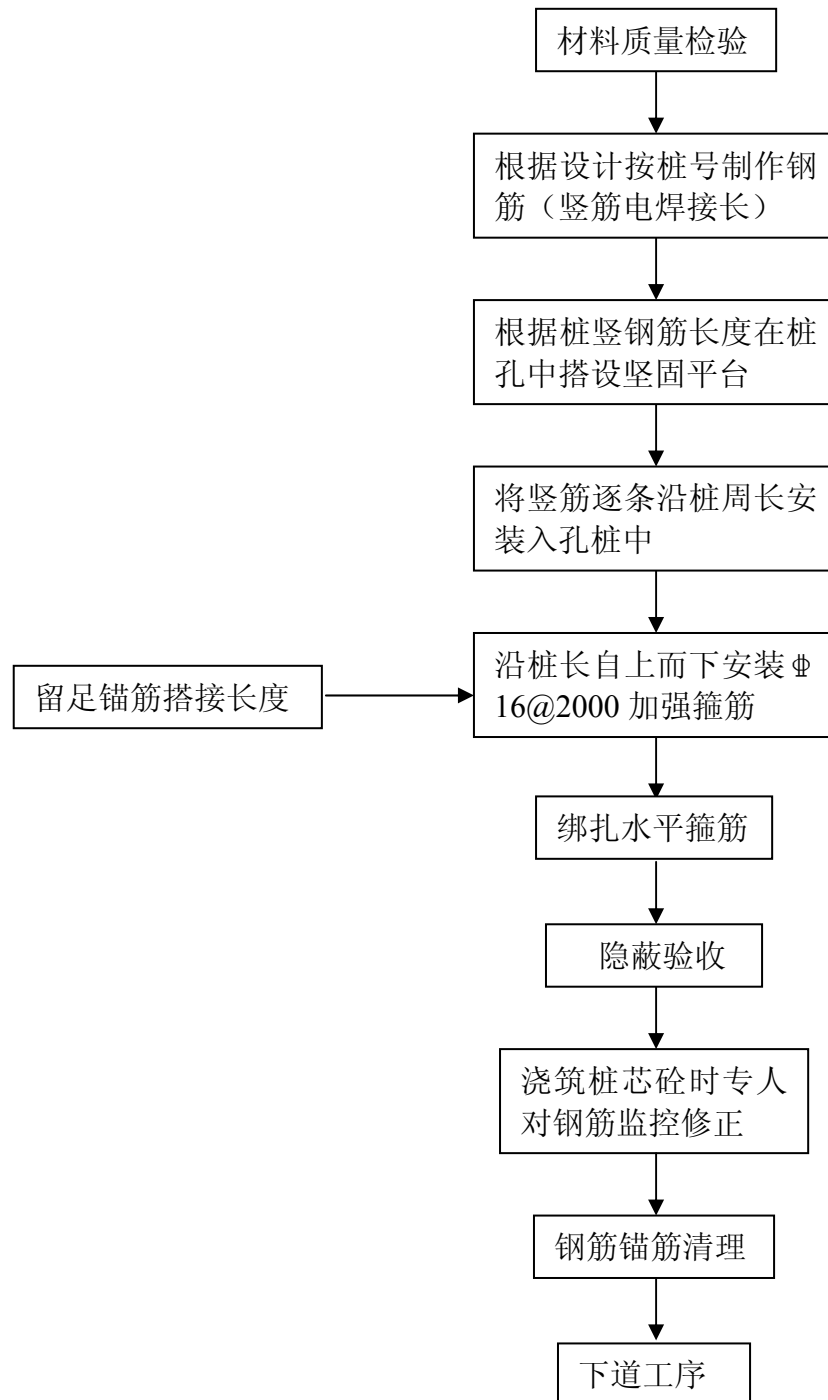 材料质量检验
根据设计按桩号制作钢
筋（竖筋电焊接长）
根据桩竖钢筋长度在桩
孔中搭设坚固平台
将竖筋逐条沿桩周长安
装入孔桩中
留足锚筋搭接长度
沿桩长自上而下安装⏀
16@2000 加强箍筋
绑扎水平箍筋
隐蔽验收
浇筑桩芯砼时专人
对钢筋监控修正
钢筋锚筋清理
下道工序